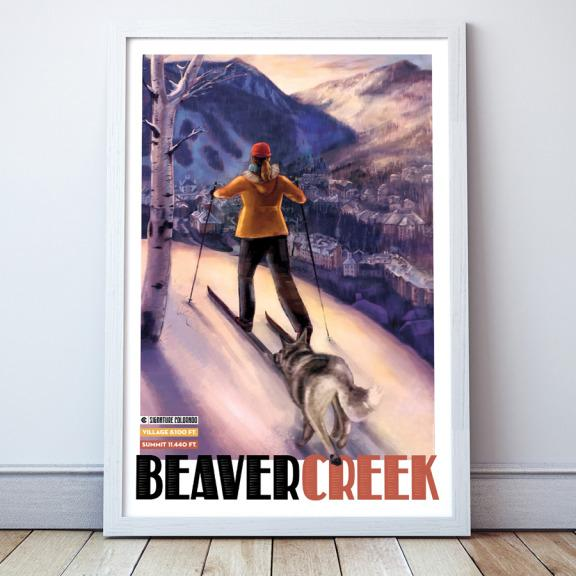 SIGNATURE COLORADO
VILLAGE 8100 FT.
SUMMIT 11.440 FT.
BEAVERCREEK